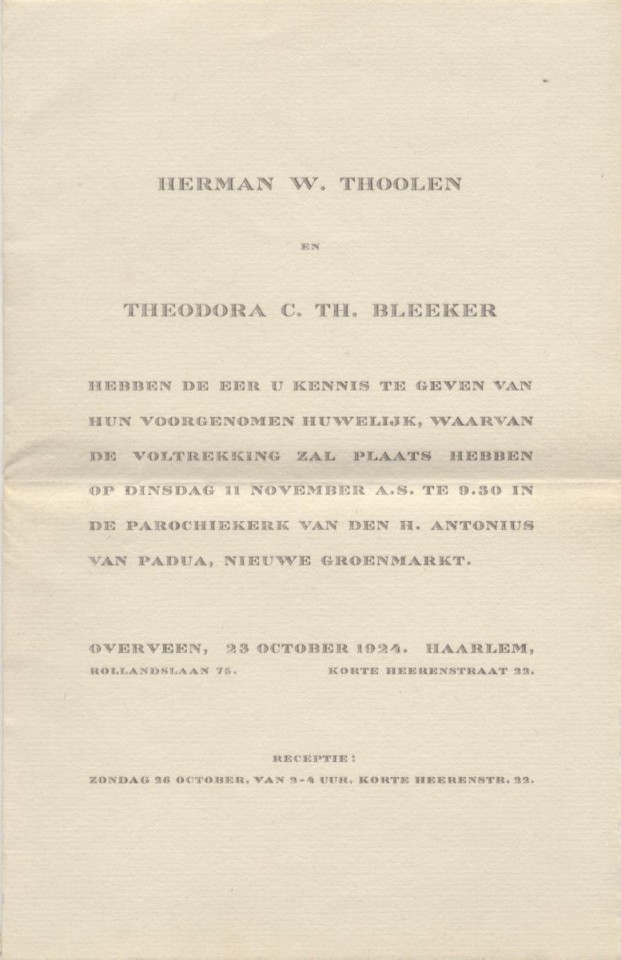 HERMAN W. THOOLEN
EN
THEODORA C. TH. BLEEKER
HEBBEN DE EER U KENNIS TE GEVEN VAN
HUN VOORGENOMEN HUWELIJK, WAARVAN
DE VOLTREKKING ZAL PLAATS HEBBEN
OP DINSDAG 11 NOVEMBER A.S. TE 9.30 IN
DE PAROCHIEKERK VAN DEN H. ANTONIUS
VAN PADUA, NIEUWE GROENMARKT.
OVERVEEN, 23 OCTOBER 1924. HAARLEM,
ROLLANDSLAAN 75. KORTE HEERENSTRAAT 22.
RECEPTIE:
ZONDAG 26 OCTOBER, VAN 2-4 UUR, KORTE HEERENSTR. 22.